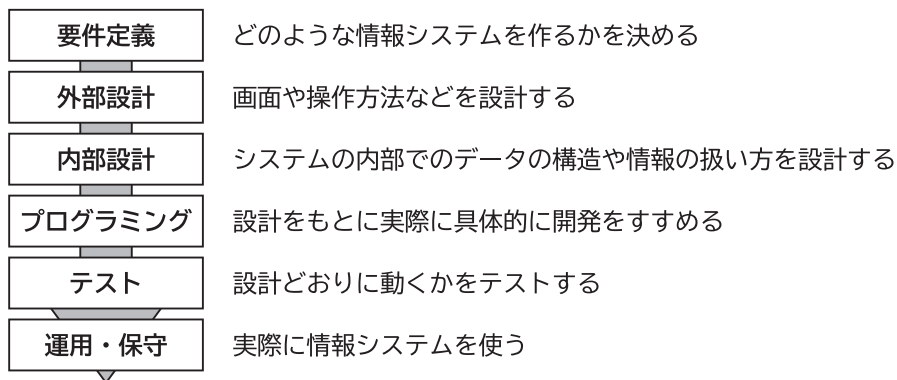 要件定義 どのような情報システムを作るかを決める
外部設計 画面や操作方法などを設計する
内部設計 システムの内部でのデータの構造や情報の扱い方を設計する
プログラミング 設計をもとに実際に具体的に開発をすすめる
テスト 設計どおりに動くかをテストする
運用・保守 実際に情報システムを使う